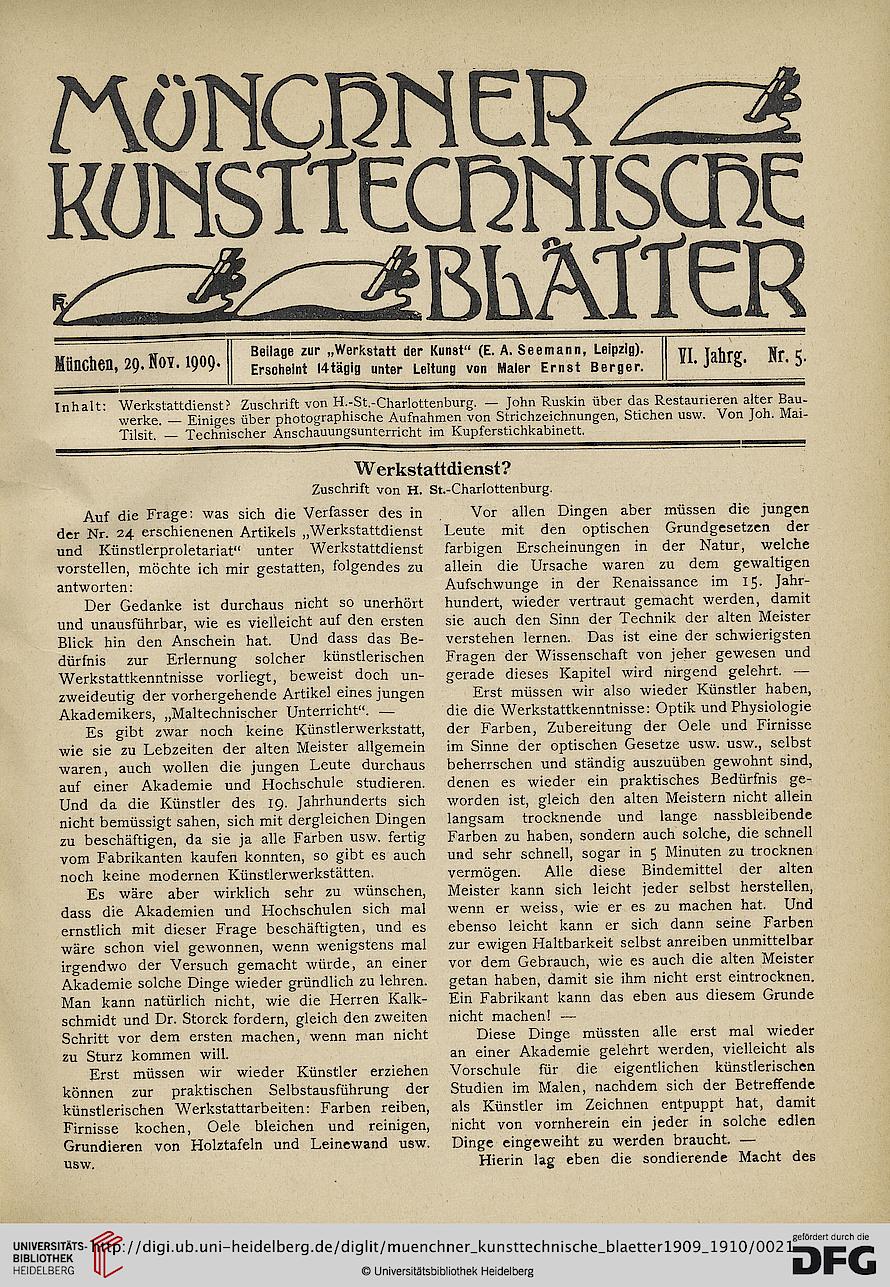 MÜNCHNER
KUNSTTECHNISCHE
BLÄTTER
München, 29. Nov. 1909.
Beilage zur „Werkstatt der Kunst“ (E. A. Seemann, Leipzig).
Erscheint 14tägig unter Leitung von Maler Ernst Berger.
VI. Jahrg. Nr. 5.
Inhalt: Werkstattdienst? Zuschrift von H.-St.-Charlottenburg. — John Ruskin über das Restaurieren alter Bau-
werke. — Einiges über photographische Aufnahmen von Strichzeichnungen, Stichen usw. Von Joh. Mai-
Tilsit. — Technischer Anschauungsunterricht im Kupferstichkabinett.
Werkstattdienst?
Zuschrift von H. St.-Charlottenburg.
Auf die Frage: was sich die Verfasser des in
der Nr. 24 erschienenen Artikels „Werkstattdienst
und Künstlerproletariat“ unter Werkstattdienst
vorstellen, möchte ich mir gestatten, folgendes zu
antworten:
Der Gedanke ist durchaus nicht so unerhört
und unausführbar, wie es vielleicht auf den ersten
Blick hin den Anschein hat. Und dass das Be-
dürfnis zur Erlernung solcher künstlerischen
Werkstattkenntnisse vorliegt, beweist doch un-
zweideutig der vorhergehende Artikel eines jungen
Akademikers, „Maltechnischer Unterricht“. —
Es gibt zwar noch keine Künstlerwerkstatt,
wie sie zu Lebzeiten der alten Meister allgemein
waren, auch wollen die jungen Leute durchaus
auf einer Akademie und Hochschule studieren.
Und da die Künstler des 19. Jahrhunderts sich
nicht bemüssigt sahen, sich mit dergleichen Dingen
zu beschäftigen, da sie ja alle Farben usw. fertig
vom Fabrikanten kaufen konnten, so gibt es auch
noch keine modernen Künstlerwerkstätten.
Es wäre aber wirklich sehr zu wünschen,
dass die Akademien und Hochschulen sich mal
ernstlich mit dieser Frage beschäftigten, und es
wäre schon viel gewonnen, wenn wenigstens mal
irgendwo der Versuch gemacht würde, an einer
Akademie solche Dinge wieder gründlich zu lehren.
Man kann natürlich nicht, wie die Herren Kalk-
schmidt und Dr. Storck fordern, gleich den zweiten
Schritt vor dem ersten machen, wenn man nicht
zu Sturz kommen will.
Erst müssen wir wieder Künstler erziehen
können zur praktischen Selbstausführung der
künstlerischen Werkstattarbeiten: Farben reiben,
Firnisse kochen, Oele bleichen und reinigen,
Grundieren von Holztafeln und Leinewand usw.
usw.
Vor allen Dingen aber müssen die jungen
Leute mit den optischen Grundgesetzen der
farbigen Erscheinungen in der Natur, welche
allein die Ursache waren zu dem gewaltigen
Aufschwunge in der Renaissance im 15. Jahr-
hundert, wieder vertraut gemacht werden, damit
sie auch den Sinn der Technik der alten Meister
verstehen lernen. Das ist eine der schwierigsten
Fragen der Wissenschaft von jeher gewesen und
gerade dieses Kapitel wird nirgend gelehrt. —
Erst müssen wir also wieder Künstler haben,
die die Werkstattkenntnisse: Optik und Physiologie
der Farben, Zubereitung der Oele und Firnisse
im Sinne der optischen Gesetze usw. usw., selbst
beherrschen und ständig auszuüben gewohnt sind,
denen es wieder ein praktisches Bedürfnis ge-
worden ist, gleich den alten Meistern nicht allein
langsam trocknende und lange nassbleibende
Farben zu haben, sondern auch solche, die schnell
und sehr schnell, sogar in 5 Minuten zu trocknen
vermögen. Alle diese Bindemittel der alten
Meister kann sich leicht jeder selbst herstellen,
wenn er weiss, wie er es zu machen hat. Und
ebenso leicht kann er sich dann seine Farben
zur ewigen Haltbarkeit selbst anreiben unmittelbar
vor dem Gebrauch, wie es auch die alten Meister
getan haben, damit sie ihm nicht erst eintrocknen.
Ein Fabrikant kann das eben aus diesem Grunde
nicht machen! —
Diese Dinge müssten alle erst mal wieder
an einer Akademie gelehrt werden, vielleicht als
Vorschule für die eigentlichen künstlerischen
Studien im Malen, nachdem sich der Betreffende
als Künstler im Zeichnen entpuppt hat, damit
nicht von vornherein ein jeder in solche edlen
Dinge eingeweiht zu werden braucht. —
Hierin lag eben die sondierende Macht des
UNIVERSITÄTS-
BIBLIOTHEK
HEIDELBERG
http://digi.ub.uni-heidelberg.de/diglit/muenchner_kunsttechnische_blaetter1909_1910/0021
© Universitätsbibliothek Heidelberg
gefördert durch die
DFG